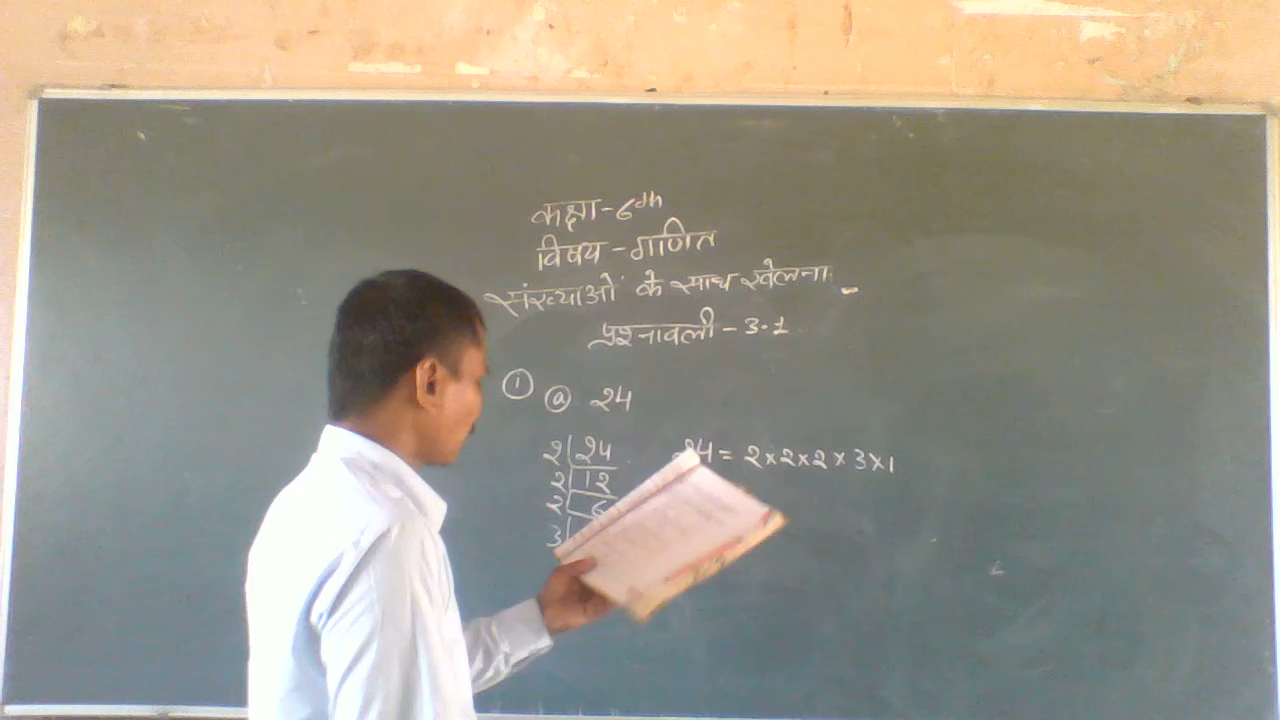 कक्षा - 6th
विषय - गणित
संख्याओं के साथ खेलना
प्रश्नावली - 3.1
① ⓐ 24
2 | 24
24 = 2×2×2×3×1
2 | 12
2 | 6
3 |